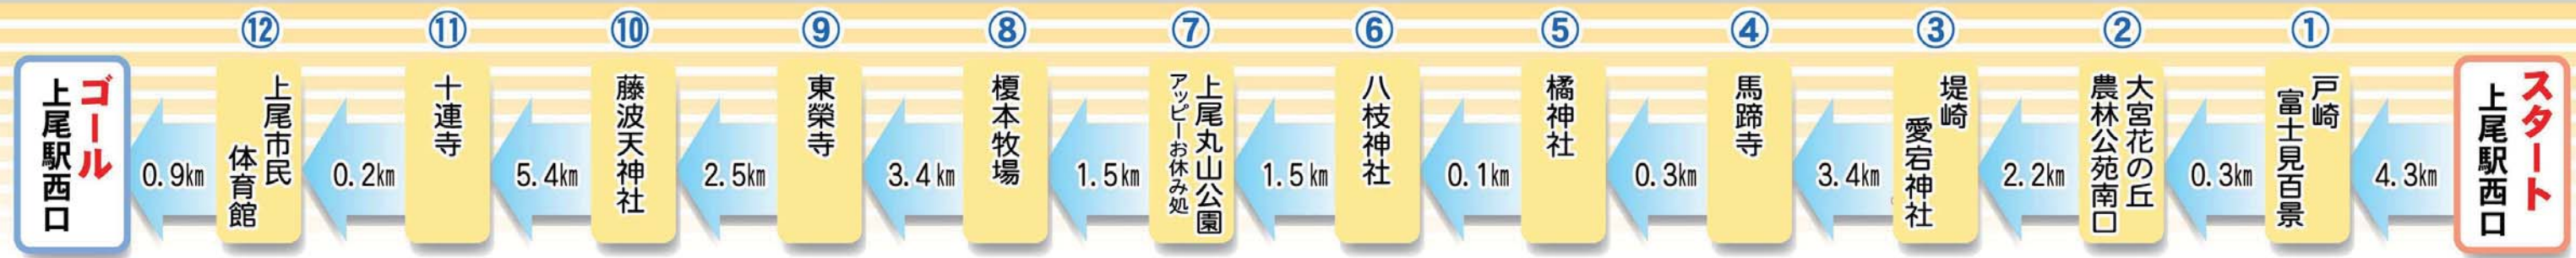 スタート
上尾駅西口
4.3km
①
戸崎
富士見百景
0.3km
②
大宮花の丘
農林公苑南口
2.2km
③
堤崎
愛宕神社
3.4km
④
馬蹄寺
0.3km
⑤
橘神社
0.1km
⑥
八枝神社
1.5km
⑦
上尾丸山公園
アッピーお休み処
1.5km
⑧
榎本牧場
3.4km
⑨
東榮寺
2.5km
⑩
藤波天神社
5.4km
⑪
十連寺
0.2km
⑫
上尾市民
体育館
0.9km
ゴール
上尾駅西口